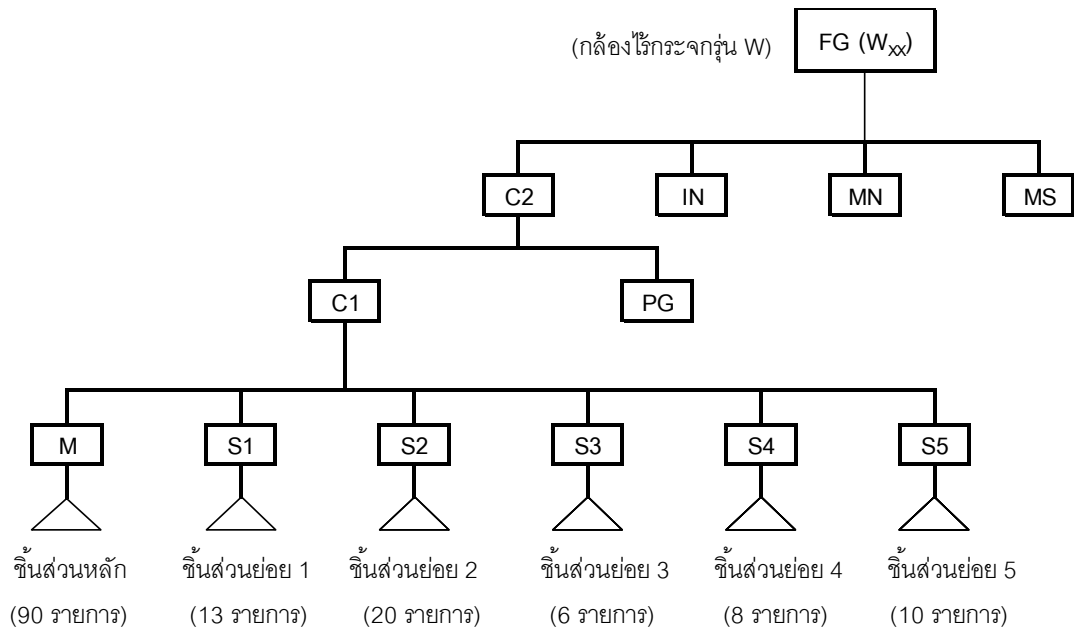 (กล้องไร้กระจกรุ่น W) FG (Wxx)
C2 IN MN MS
C1 PG
M S1 S2 S3 S4 S5
ชิ้นส่วนหลัก ชิ้นส่วนย่อย 1 ชิ้นส่วนย่อย 2 ชิ้นส่วนย่อย 3 ชิ้นส่วนย่อย 4 ชิ้นส่วนย่อย 5
(90 รายการ) (13 รายการ) (20 รายการ) (6 รายการ) (8 รายการ) (10 รายการ)